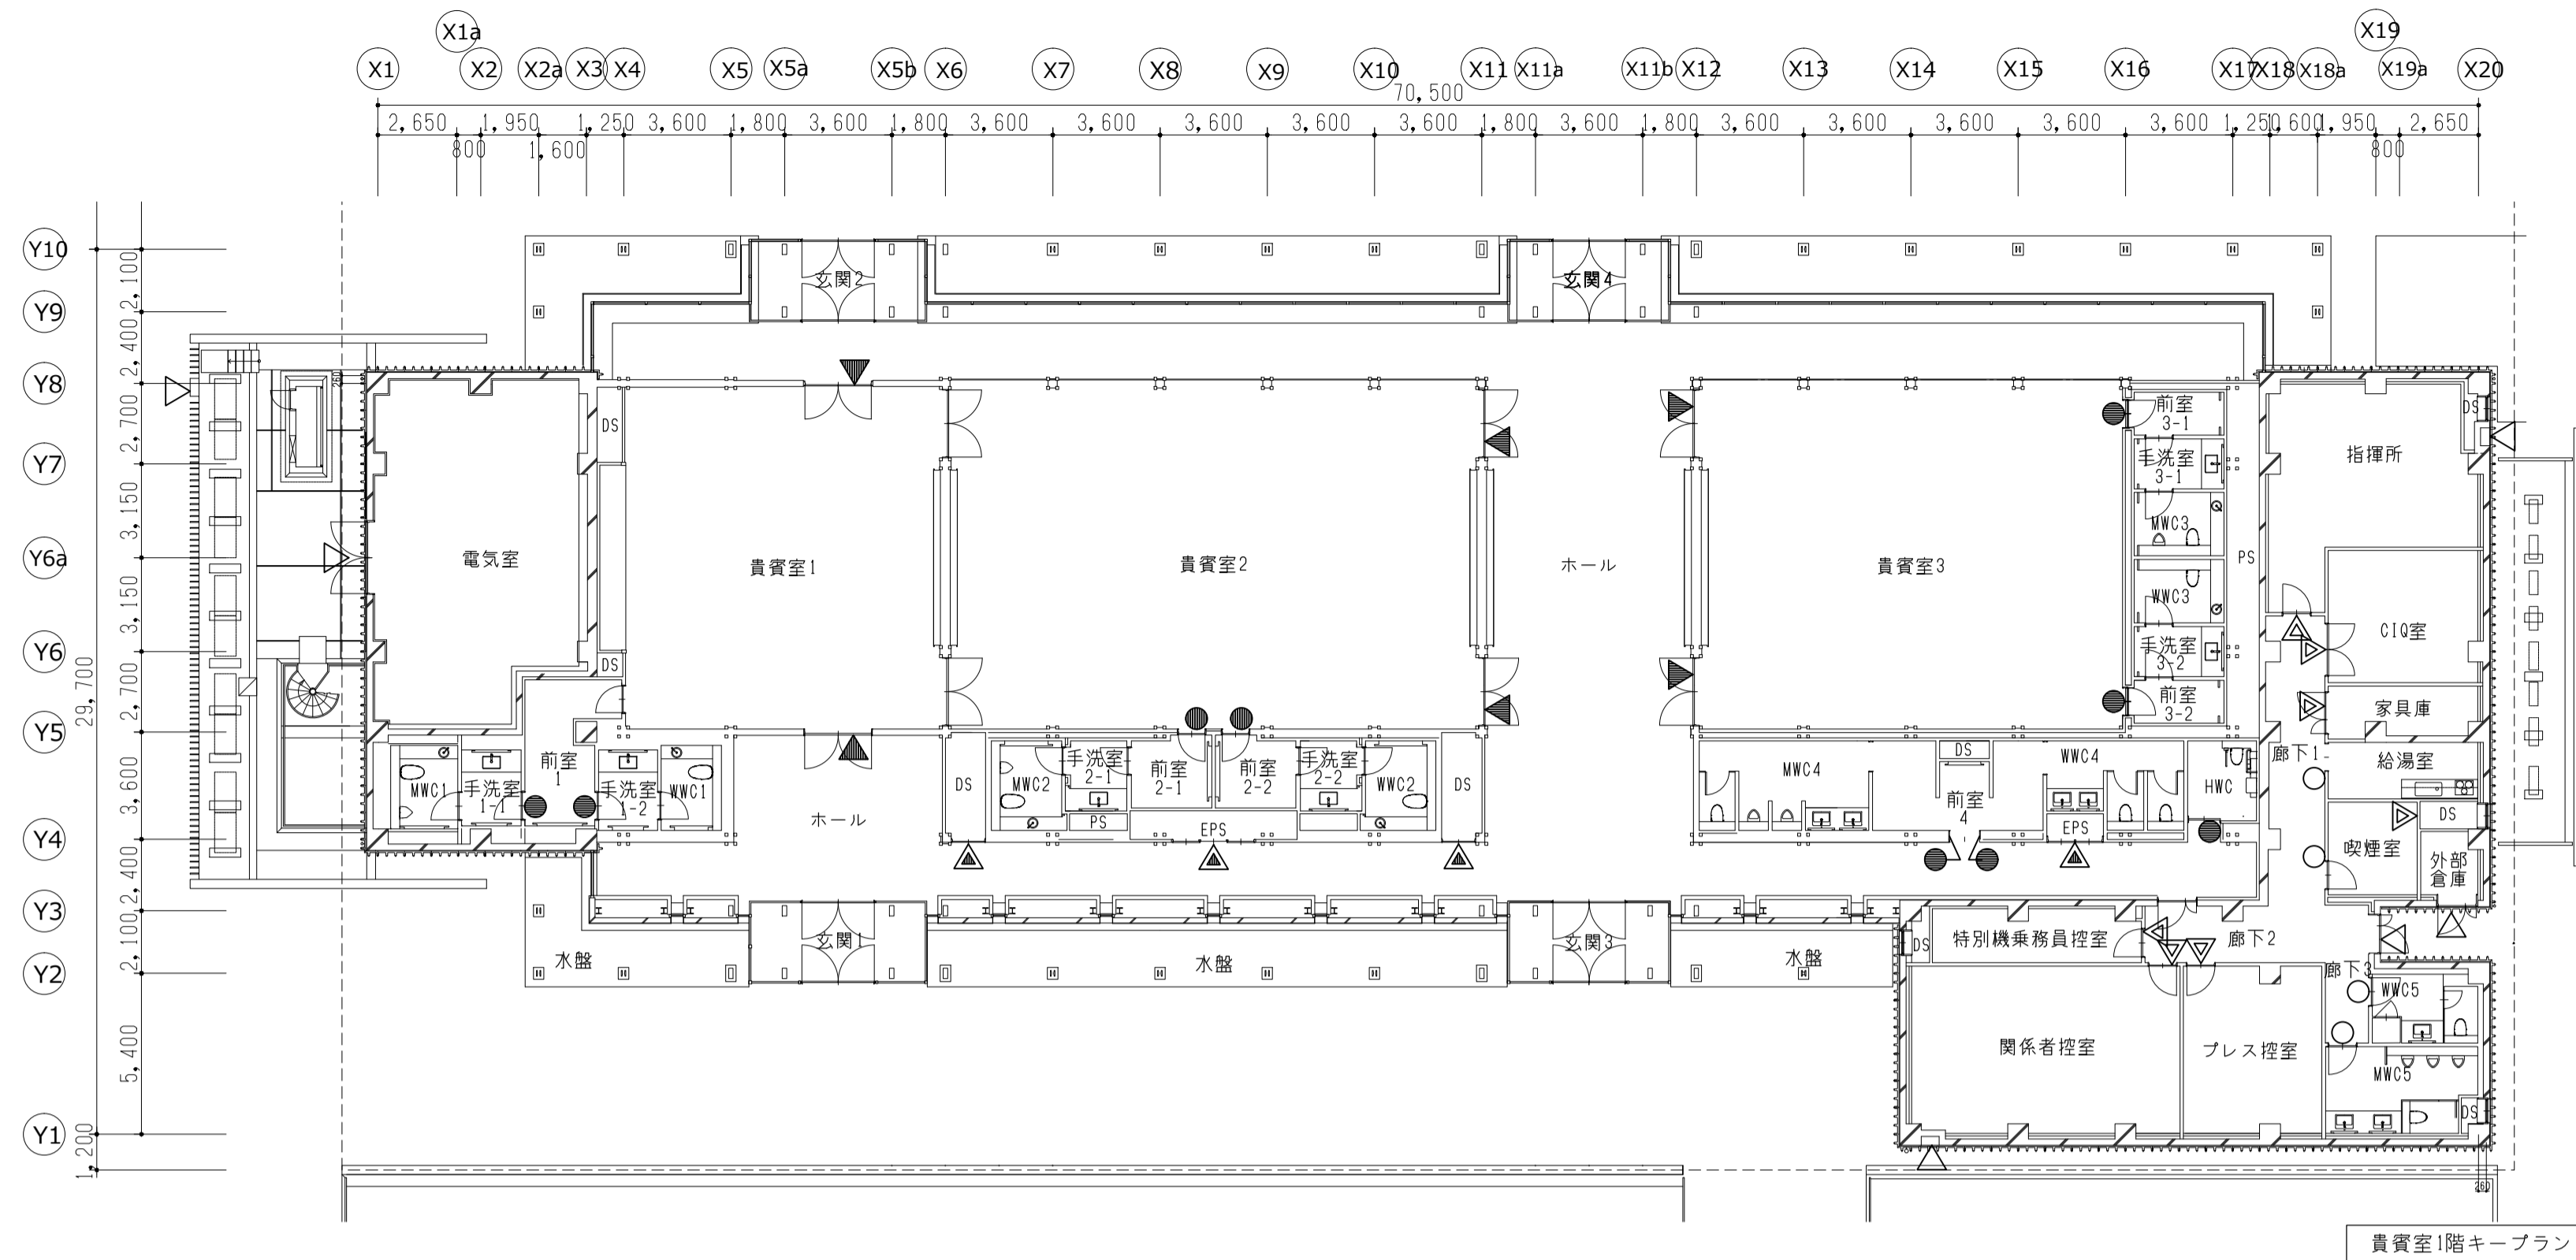 X1a
X19
X1
X2
X2a
X3
X4
X5
X5a
X5b
X6
X7
X8
X9
X10
X11
X11a
X11b
X12
X13
X14
X15
X16
X17
X18
X18a
X19a
X20
70,500
2,650
1,950
1,250
3,600
1,800
3,600
1,800
3,600
3,600
3,600
3,600
3,600
1,800
3,600
1,800
3,600
3,600
3,600
3,600
3,600
1,250
1,600
1,950
2,650
800
1,600
800
Y10
Y9
Y8
Y7
Y6a
Y6
Y5
Y4
Y3
Y2
Y1
2,100
2,400
2,700
3,150
3,150
2,700
3,600
2,400
2,100
5,400
29,700
1,200
玄関2
玄関4
260
DS
前室
3-1
DS
指揮所
手洗室
3-1
MWC3
電気室
貴賓室1
貴賓室2
ホール
貴賓室3
PS
WWC3
CIQ室
手洗室
3-2
DS
前室
3-2
家具庫
前室
1
MWC1
手洗室
1-1
手洗室
1-2
WWC1
ホール
DS
MWC2
手洗室
2-1
前室
2-1
前室
2-2
手洗室
2-2
WWC2
DS
PS
EPS
MWC4
DS
前室
4
WWC4
EPS
HWC
廊下1
給湯室
DS
喫煙室
外部
倉庫
水盤
玄関1
水盤
玄関3
水盤
DS
特別機乗務員控室
廊下2
廊下3
WWC5
関係者控室
プレス控室
MWC5
DS
260
貴賓室1階キープラン